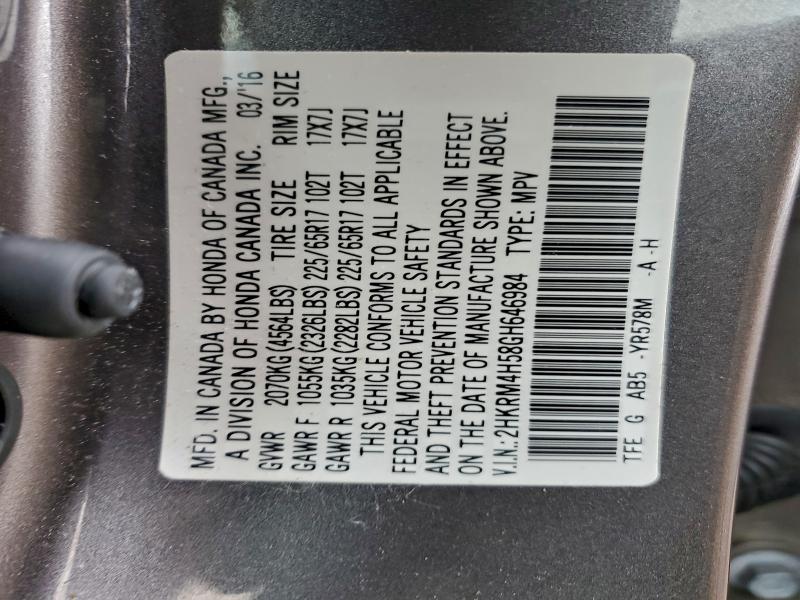 MFD. IN CANADA BY HONDA OF CANADA MFG.,
A DIVISION OF HONDA CANADA INC. 03/'16
GVWR 2070KG (4564LBS) TIRE SIZE RIM SIZE
GAWR F 1055KG (2326LBS) 225/65R17 102T 17X7J
GAWR R 1035KG (2282LBS) 225/65R17 102T 17X7J
THIS VEHICLE CONFORMS TO ALL APPLICABLE
FEDERAL MOTOR VEHICLE SAFETY
AND THEFT PREVENTION STANDARDS IN EFFECT
ON THE DATE OF MANUFACTURE SHOWN ABOVE.
V.I.N.:2HKRM4H58GH646984 TYPE: MPV
TFE G AB5 -YR578M -A -H